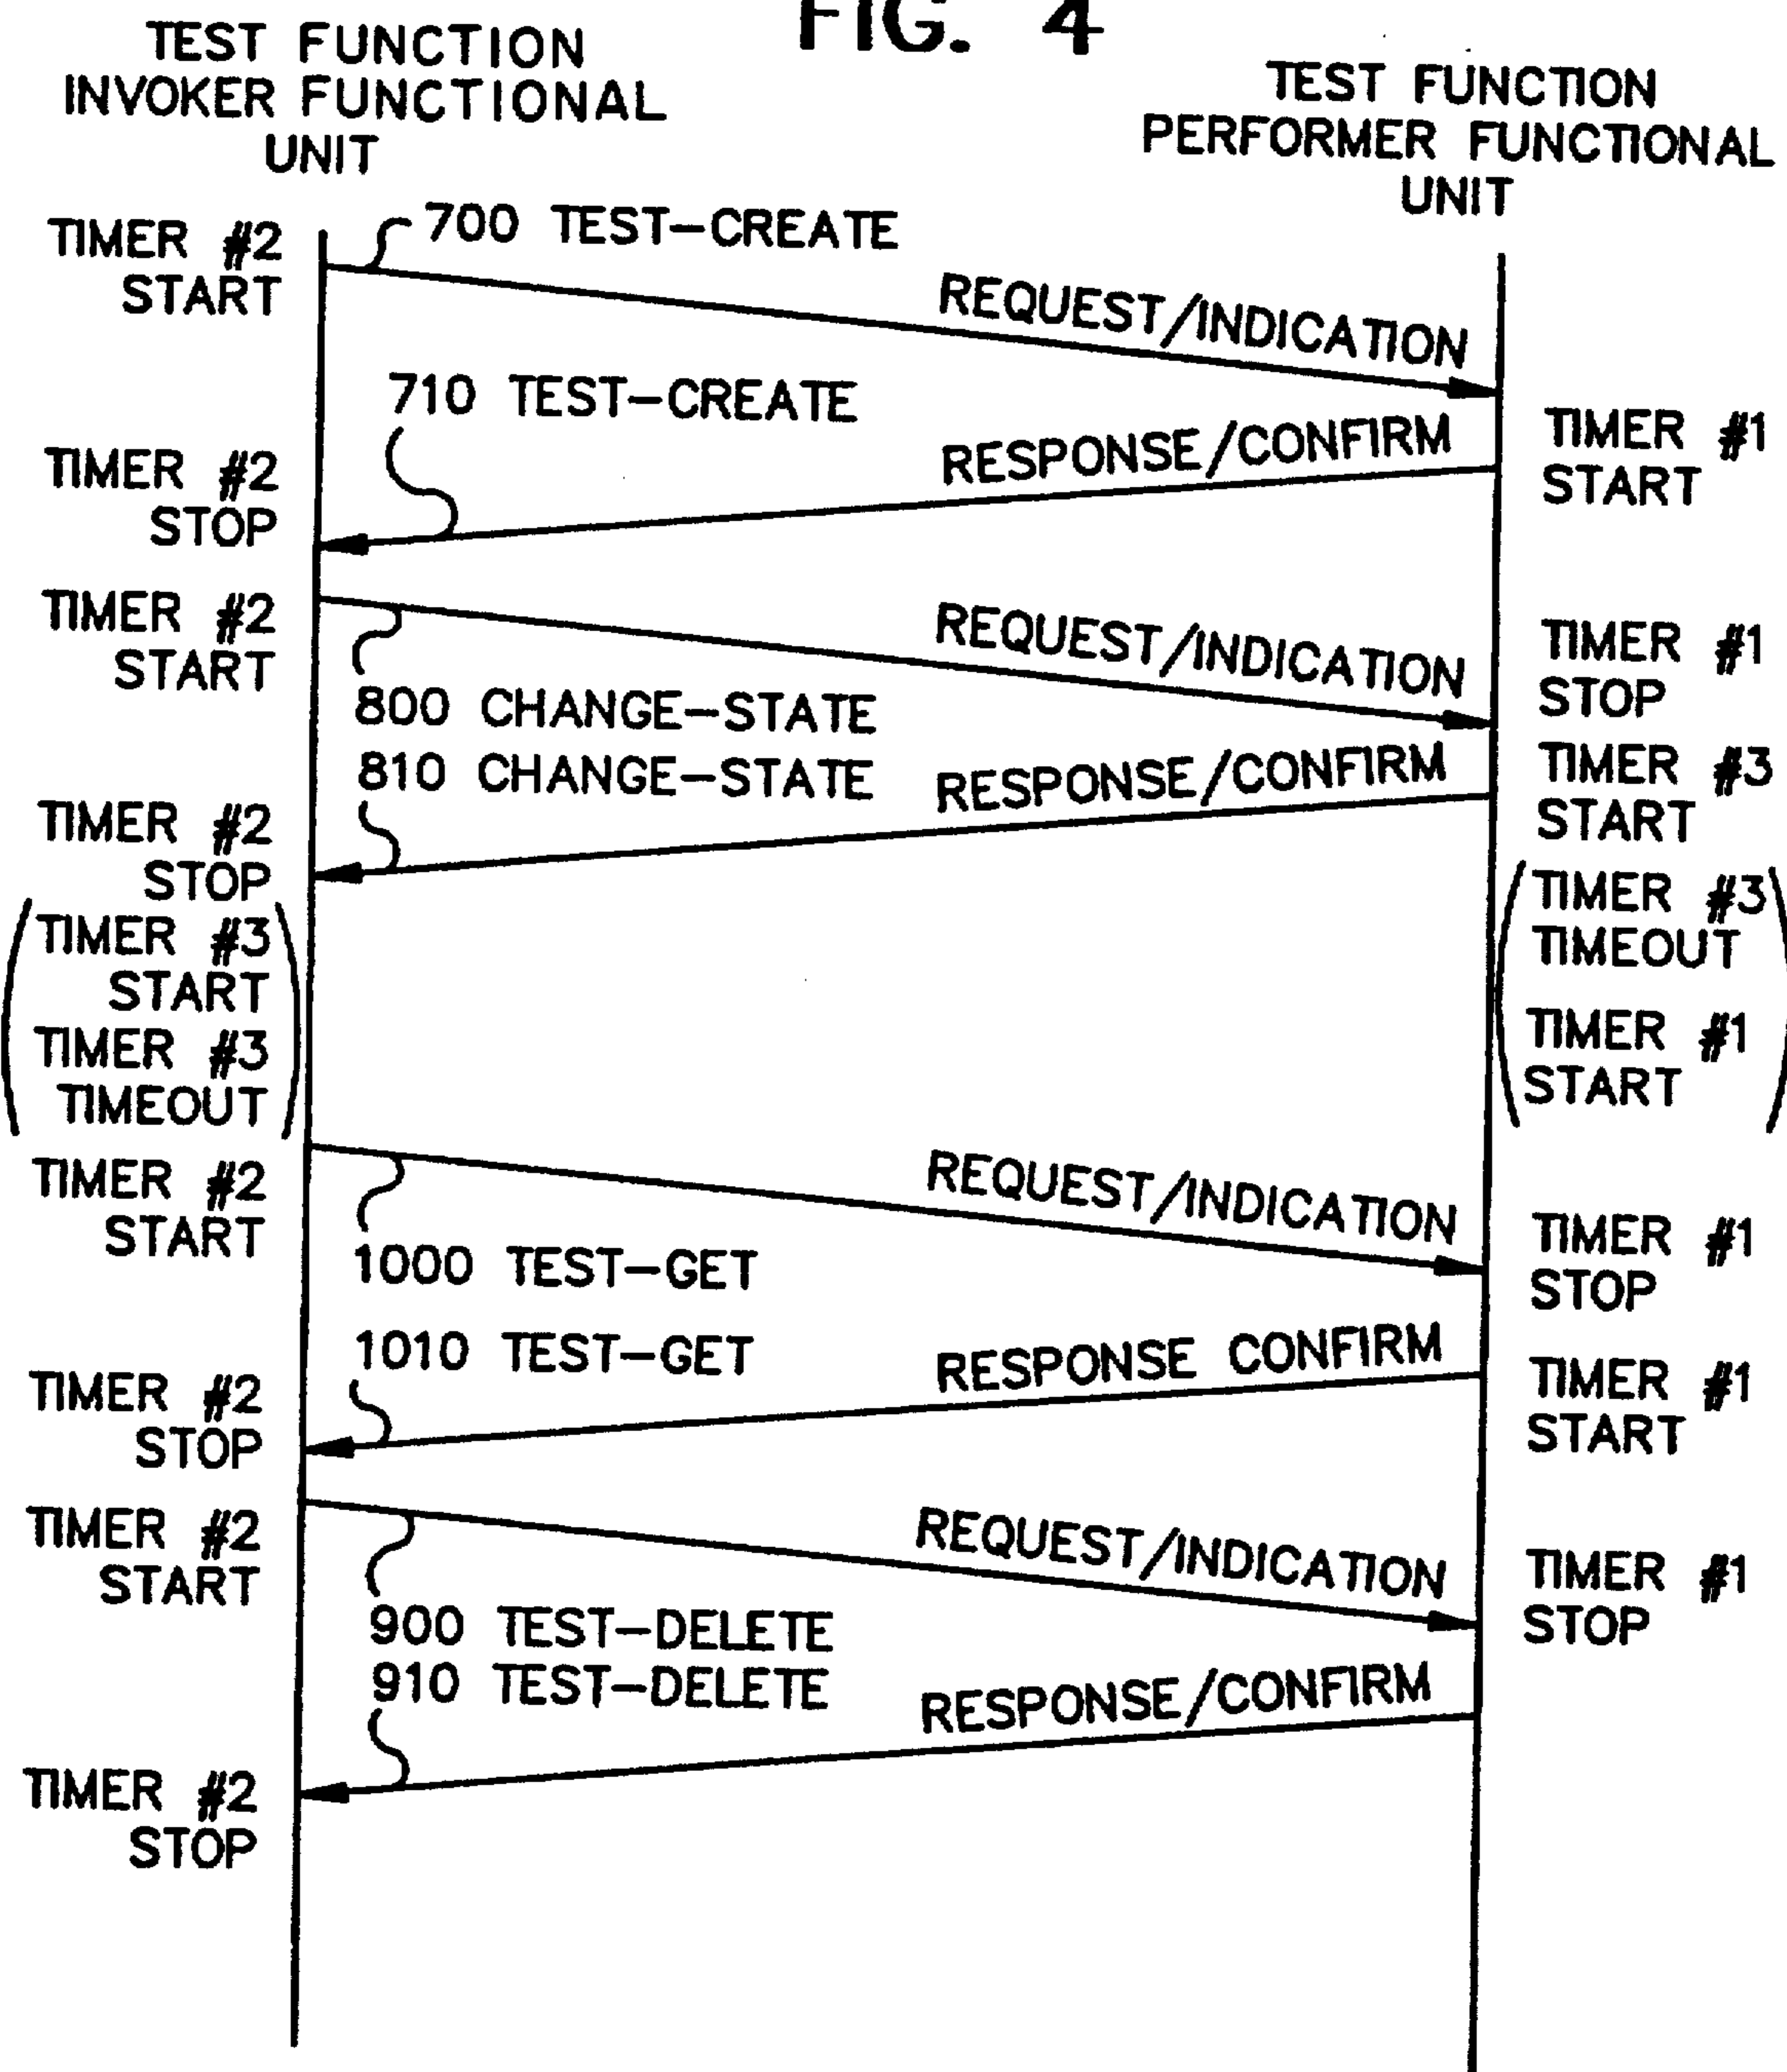 FIG. 4
TEST FUNCTION
INVOKER FUNCTIONAL
UNIT
TEST FUNCTION
PERFORMER FUNCTIONAL
UNIT
TIMER #2
START
700 TEST-CREATE
REQUEST/INDICATION
710 TEST-CREATE
RESPONSE/CONFIRM
TIMER #1
START
TIMER #2
STOP
TIMER #2
START
REQUEST/INDICATION
TIMER #1
STOP
800 CHANGE-STATE
810 CHANGE-STATE
RESPONSE/CONFIRM
TIMER #3
START
TIMER #2
STOP
(TIMER #3
START
TIMER #3
TIMEOUT)
(TIMER #3
TIMEOUT
TIMER #1
START)
TIMER #2
START
REQUEST/INDICATION
TIMER #1
STOP
1000 TEST-GET
1010 TEST-GET
RESPONSE CONFIRM
TIMER #1
START
TIMER #2
STOP
TIMER #2
START
REQUEST/INDICATION
TIMER #1
STOP
900 TEST-DELETE
910 TEST-DELETE
RESPONSE/CONFIRM
TIMER #2
STOP